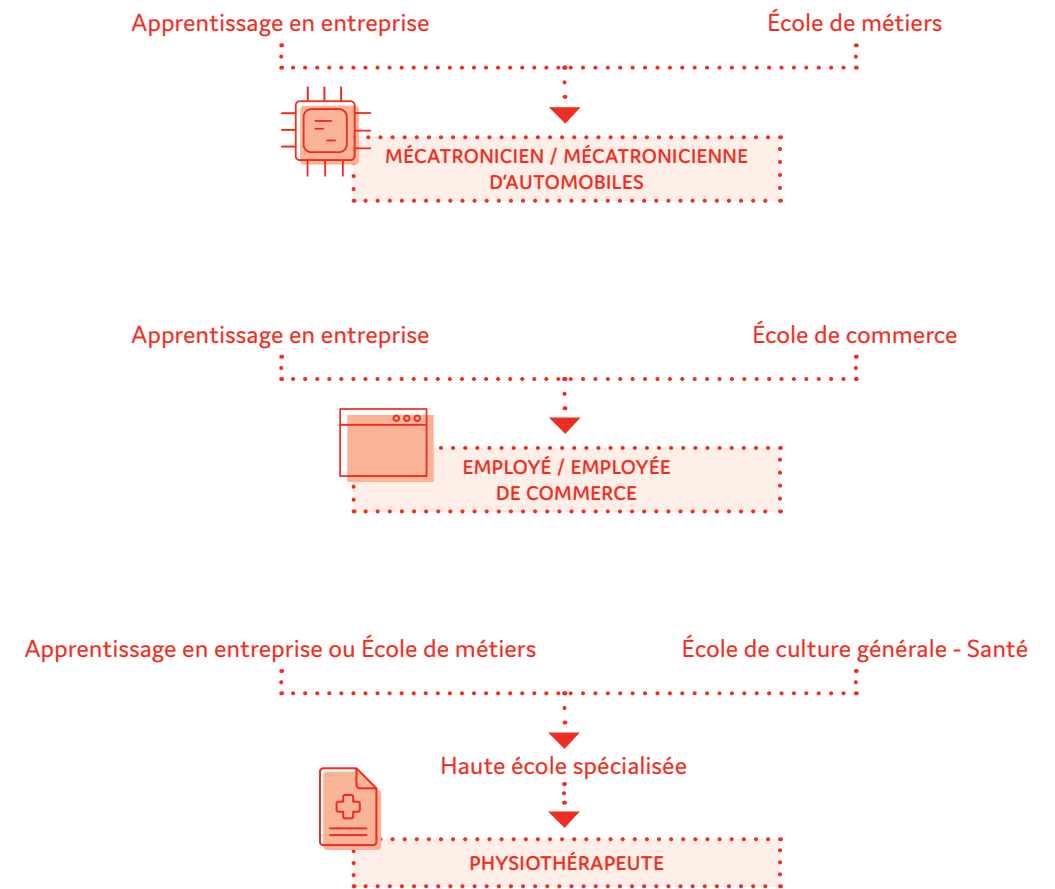 Apprentissage en entreprise
École de métiers
MÉCATRONICIEN / MÉCATRONICIENNE
D'AUTOMOBILES
Apprentissage en entreprise
École de commerce
EMPLOYÉ / EMPLOYÉE
DE COMMERCE
Apprentissage en entreprise ou École de métiers
École de culture générale - Santé
Haute école spécialisée
PHYSIOTHÉRAPEUTE